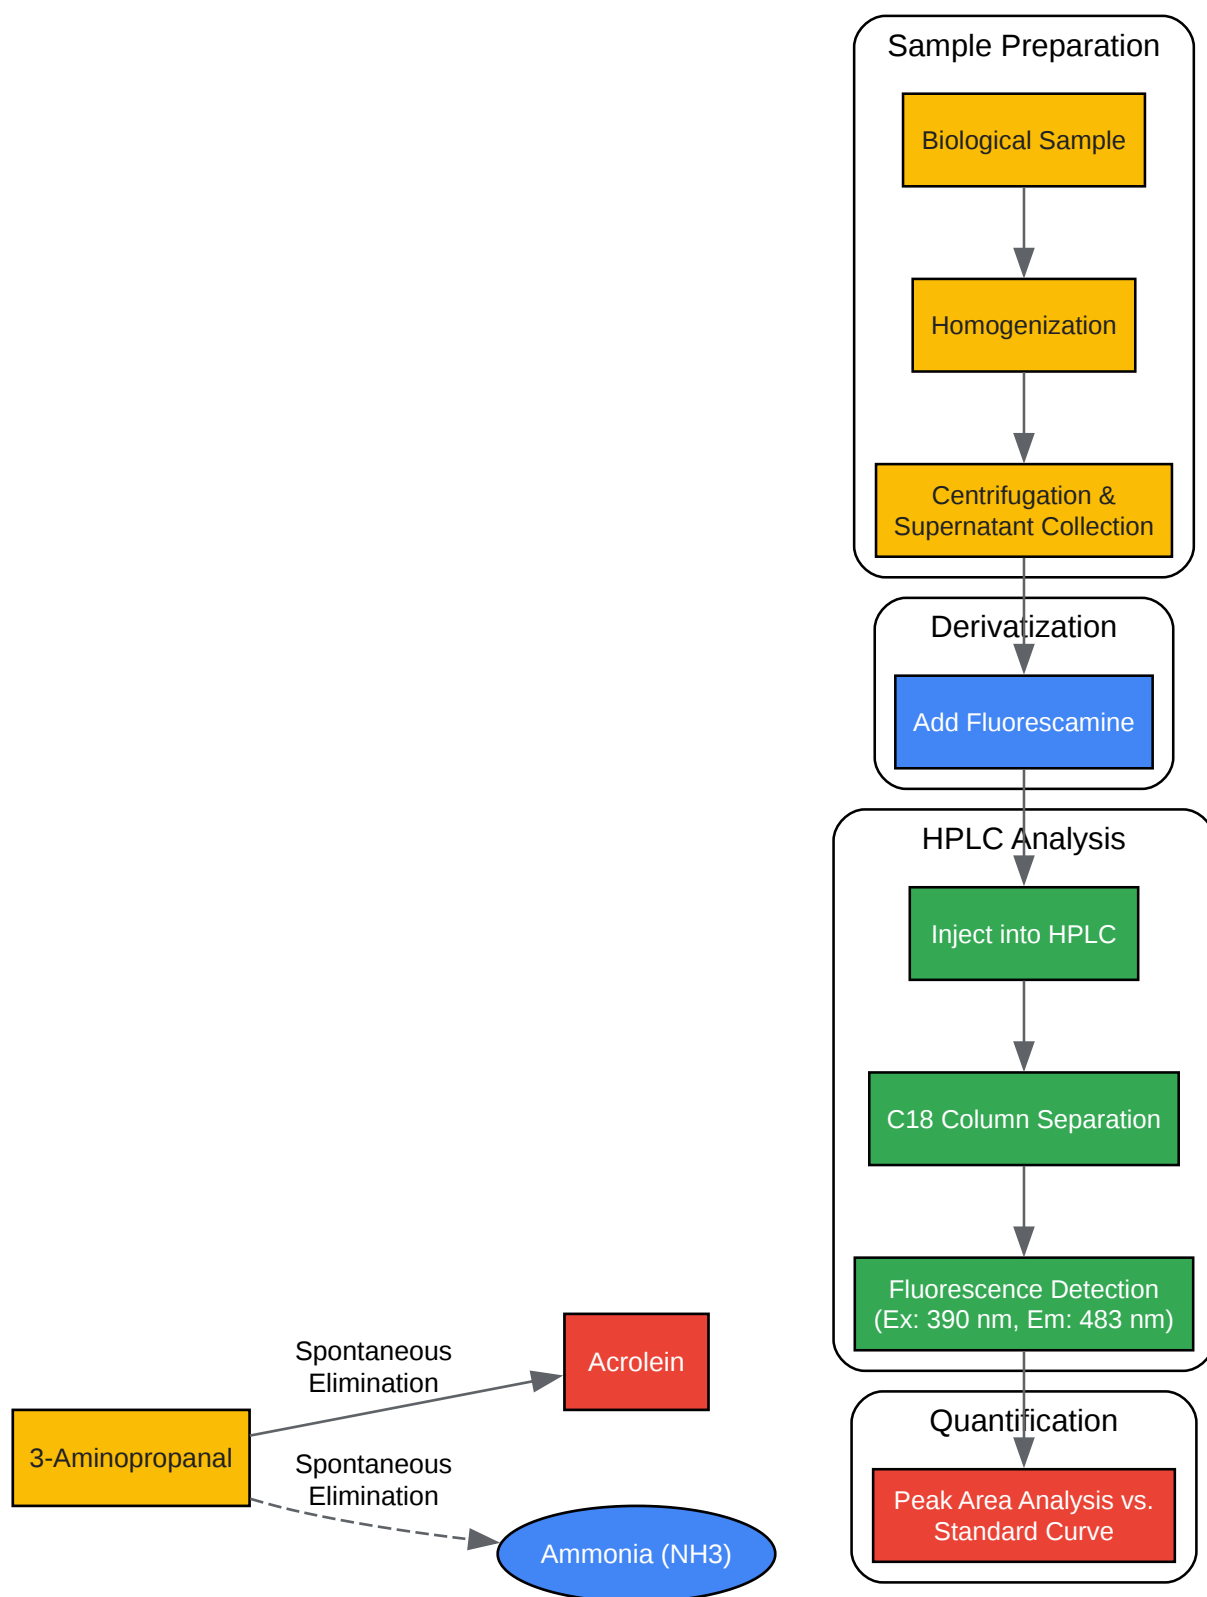 Sample Preparation
Biological Sample
Homogenization
Centrifugation &
Supernatant Collection
Derivatization
Add Fluorescamine
HPLC Analysis
Inject into HPLC
C18 Column Separation
Fluorescence Detection
(Ex: 390 nm, Em: 483 nm)
Quantification
Peak Area Analysis vs.
Standard Curve
3-Aminopropanal
Spontaneous
Elimination
Acrolein
Spontaneous
Elimination
Ammonia (NH3)